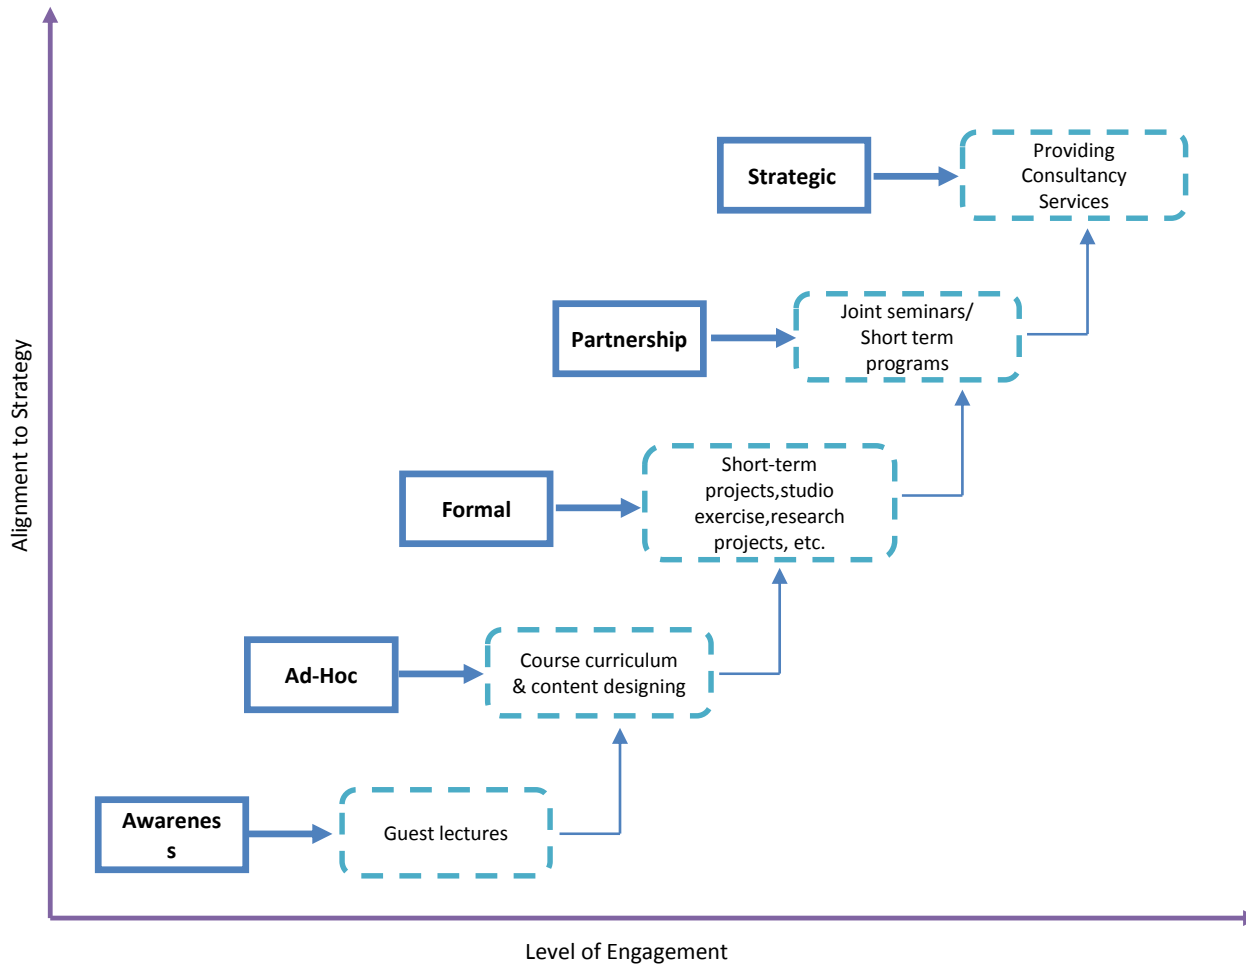 Alignment to Strategy
Strategic
Providing
Consultancy
Services
Partnership
Joint seminars/
Short term
programs
Formal
Short-term
projects,studio
exercise,research
projects, etc.
Ad-Hoc
Course curriculum
& content designing
Awarenes
s
Guest lectures
Level of Engagement